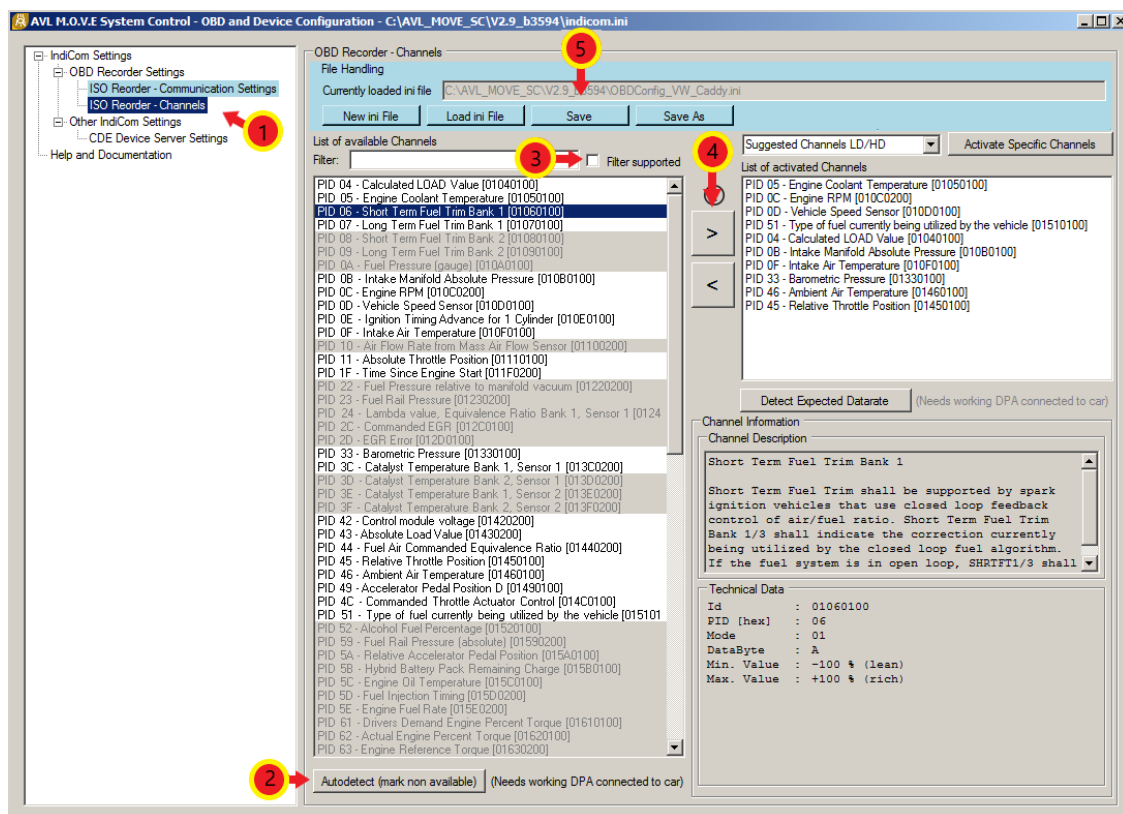 AVL M.O.V.E System Control - OBD and Device Configuration - C:\AVL_MOVE_SC\V2.9_b3594\indicom.ini
IndiCom Settings
OBD Recorder Settings
ISO Reorder - Communication Settings
ISO Reorder - Channels
Other IndiCom Settings
CDE Device Server Settings
Help and Documentation
1
OBD Recorder - Channels
5
File Handling
Currently loaded ini file C:\AVL_MOVE_SC\V2.9_b3594\OBDConfig_VW_Caddy.ini
New ini File Load ini File Save Save As
List of available Channels
Filter: 3 Filter supported
PID 04 - Calculated LOAD Value [01040100]
PID 05 - Engine Coolant Temperature [01050100]
PID 06 - Short Term Fuel Trim Bank 1 [01060100]
PID 07 - Long Term Fuel Trim Bank 1 [01070100]
PID 08 - Short Term Fuel Trim Bank 2 [01080100]
PID 09 - Long Term Fuel Trim Bank 2 [01090100]
PID 0A - Fuel Pressure (gauge) [010A0100]
PID 0B - Intake Manifold Absolute Pressure [010B0100]
PID 0C - Engine RPM [010C0200]
PID 0D - Vehicle Speed Sensor [010D0100]
PID 0E - Ignition Timing Advance for 1 Cylinder [010E0100]
PID 0F - Intake Air Temperature [010F0100]
PID 10 - Air Flow Rate from Mass Air Flow Sensor [01100200]
PID 11 - Absolute Throttle Position [01110100]
PID 1F - Time Since Engine Start [011F0200]
PID 22 - Fuel Pressure relative to manifold vacuum [01220200]
PID 23 - Fuel Rail Pressure [01230200]
PID 24 - Lambda value, Equivalence Ratio Bank 1, Sensor 1 [0124
PID 2C - Commanded EGR [012C0100]
PID 2D - EGR Error [012D0100]
PID 33 - Barometric Pressure [01330100]
PID 3C - Catalyst Temperature Bank 1, Sensor 1 [013C0200]
PID 3D - Catalyst Temperature Bank 2, Sensor 1 [013D0200]
PID 3E - Catalyst Temperature Bank 1, Sensor 2 [013E0200]
PID 3F - Catalyst Temperature Bank 2, Sensor 2 [013F0200]
PID 42 - Control module voltage [01420200]
PID 43 - Absolute Load Value [01430200]
PID 44 - Fuel Air Commanded Equivalence Ratio [01440200]
PID 45 - Relative Throttle Position [01450100]
PID 46 - Ambient Air Temperature [01460100]
PID 49 - Accelerator Pedal Position D [01490100]
PID 4C - Commanded Throttle Actuator Control [014C0100]
PID 51 - Type of fuel currently being utilized by the vehicle [015101
PID 52 - Alcohol Fuel Percentage [01520100]
PID 59 - Fuel Rail Pressure (absolute) [01590200]
PID 5A - Relative Accelerator Pedal Position [015A0100]
PID 5B - Hybrid Battery Pack Remaining Charge [015B0100]
PID 5C - Engine Oil Temperature [015C0100]
PID 5D - Fuel Injection Timing [015D0200]
PID 5E - Engine Fuel Rate [015E0200]
PID 61 - Drivers Demand Engine Percent Torque [01610100]
PID 62 - Actual Engine Percent Torque [01620100]
PID 63 - Engine Reference Torque [01630200]
2
Autodetect (mark non available) (Needs working DPA connected to car)
4
>
<
Suggested Channels LD/HD Activate Specific Channels
List of activated Channels
PID 05 - Engine Coolant Temperature [01050100]
PID 0C - Engine RPM [010C0200]
PID 0D - Vehicle Speed Sensor [010D0100]
PID 51 - Type of fuel currently being utilized by the vehicle [01510100]
PID 04 - Calculated LOAD Value [01040100]
PID 0B - Intake Manifold Absolute Pressure [010B0100]
PID 0F - Intake Air Temperature [010F0100]
PID 33 - Barometric Pressure [01330100]
PID 46 - Ambient Air Temperature [01460100]
PID 45 - Relative Throttle Position [01450100]
Detect Expected Datarate (Needs working DPA connected to car)
Channel Information
Channel Description
Short Term Fuel Trim Bank 1
Short Term Fuel Trim shall be supported by spark
ignition vehicles that use closed loop feedback
control of air/fuel ratio. Short Term Fuel Trim
Bank 1/3 shall indicate the correction currently
being utilized by the closed loop fuel algorithm.
If the fuel system is in open loop, SHRTFT1/3 shall
Technical Data
Id : 01060100
PID [hex] : 06
Mode : 01
DataByte : A
Min. Value : -100 % (lean)
Max. Value : +100 % (rich)